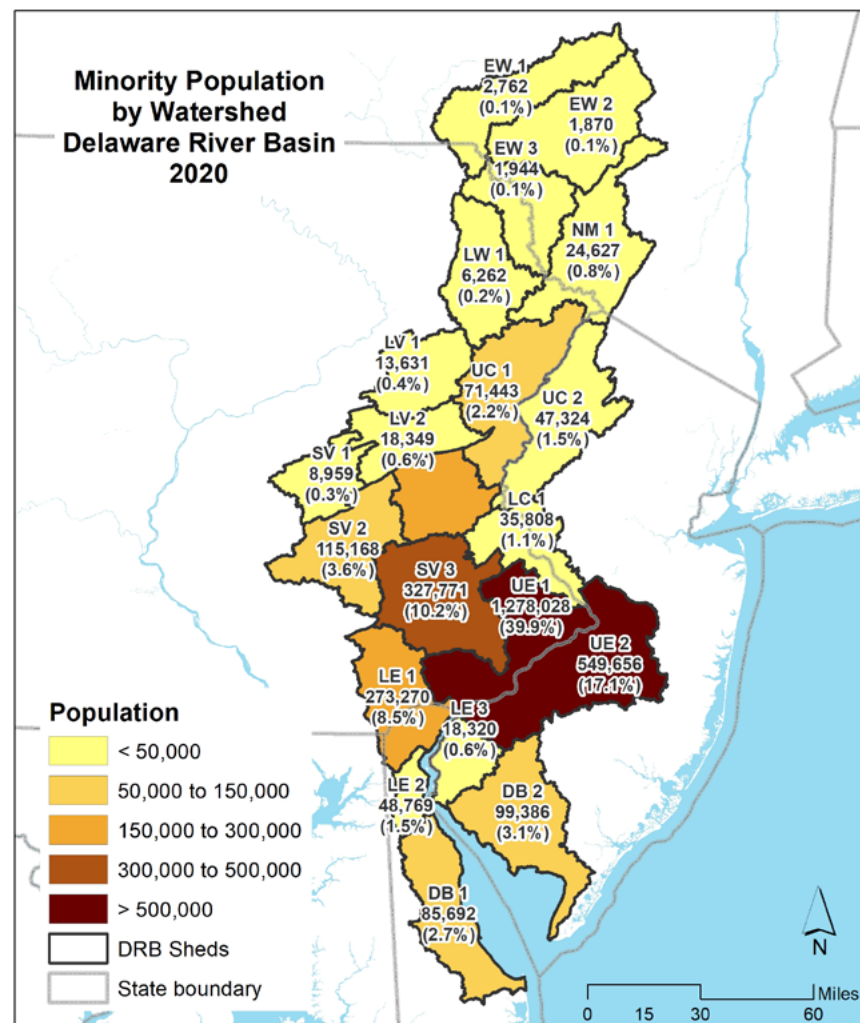 Minority Population
by Watershed
Delaware River Basin
2020
EW 1
2,762
(0.1%)
EW 2
1,870
(0.1%)
EW 3
1,944
(0.1%)
NM 1
24,627
(0.8%)
LW 1
6,262
(0.2%)
LV 1
13,631
(0.4%)
UC 1
71,443
(2.2%)
UC 2
47,324
(1.5%)
LV 2
18,349
(0.6%)
SV 1
8,959
(0.3%)
LC 1
35,808
(1.1%)
SV 2
115,168
(3.6%)
SV 3
327,771
(10.2%)
UE 1
1,278,028
(39.9%)
UE 2
549,656
(17.1%)
LE 1
273,270
(8.5%)
LE 3
18,320
(0.6%)
LE 2
48,769
(1.5%)
DB 2
99,386
(3.1%)
DB 1
85,692
(2.7%)
Population
< 50,000
50,000 to 150,000
150,000 to 300,000
300,000 to 500,000
> 500,000
DRB Sheds
State boundary
N
Miles
0 15 30 60